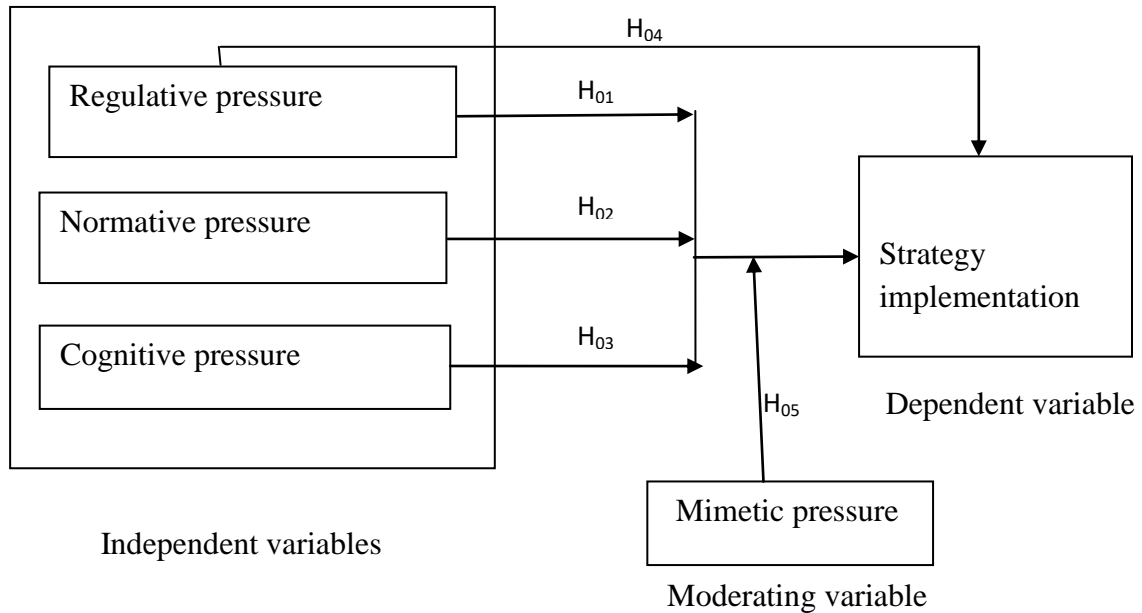 H04
Regulative pressure
H01
Normative pressure
H02
Strategy
implementation
Cognitive pressure
H03
H05
Dependent variable
Mimetic pressure
Independent variables
Moderating variable